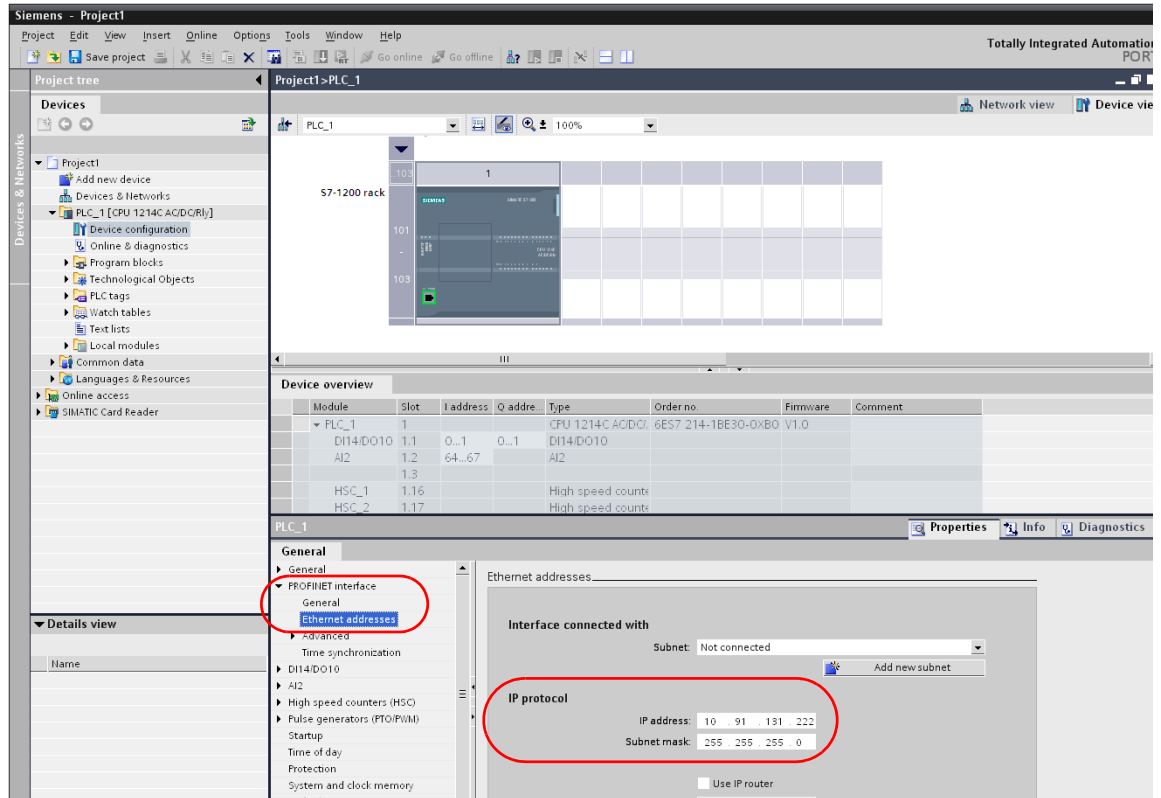 Siemens - Project1
Project Edit View Insert Online Options Tools Window Help
Save project Go online Go offline
Totally Integrated Automation
PORT
Project tree
Project1>PLC_1
Devices
Network view Device vie
PLC_1 100%
Devices & Networks
Project1
Add new device
Devices & Networks
PLC_1 [CPU 1214C AC/DC/Rly]
Device configuration
Online & diagnostics
Program blocks
Technological Objects
PLC tags
Watch tables
Text lists
Local modules
Common data
Languages & Resources
Online access
SIMATIC Card Reader
103 1
S7-1200 rack
SIEMENS
101
-
103
Device overview
Module Slot I address Q addre... Type Order no. Firmware Comment
PLC_1 1 CPU 1214C AC/DC/. 6ES7 214-1BE30-0XB0 V1.0
DI14/DO10 1.1 0...1 0...1 DI14/DO10
AI2 1.2 64...67 AI2
1.3
HSC_1 1.16 High speed counte
HSC_2 1.17 High speed counte
PLC_1
Properties Info Diagnostics
General
General
PROFINET interface
General
Ethernet addresses
Advanced
Time synchronization
DI14/DO10
AI2
High speed counters (HSC)
Pulse generators (PTO/PWM)
Startup
Time of day
Protection
System and clock memory
Ethernet addresses
Interface connected with
Subnet: Not connected
Add new subnet
IP protocol
IP address: 10 . 91 . 131 . 222
Subnet mask: 255 . 255 . 255 . 0
Use IP router
Details view
Name